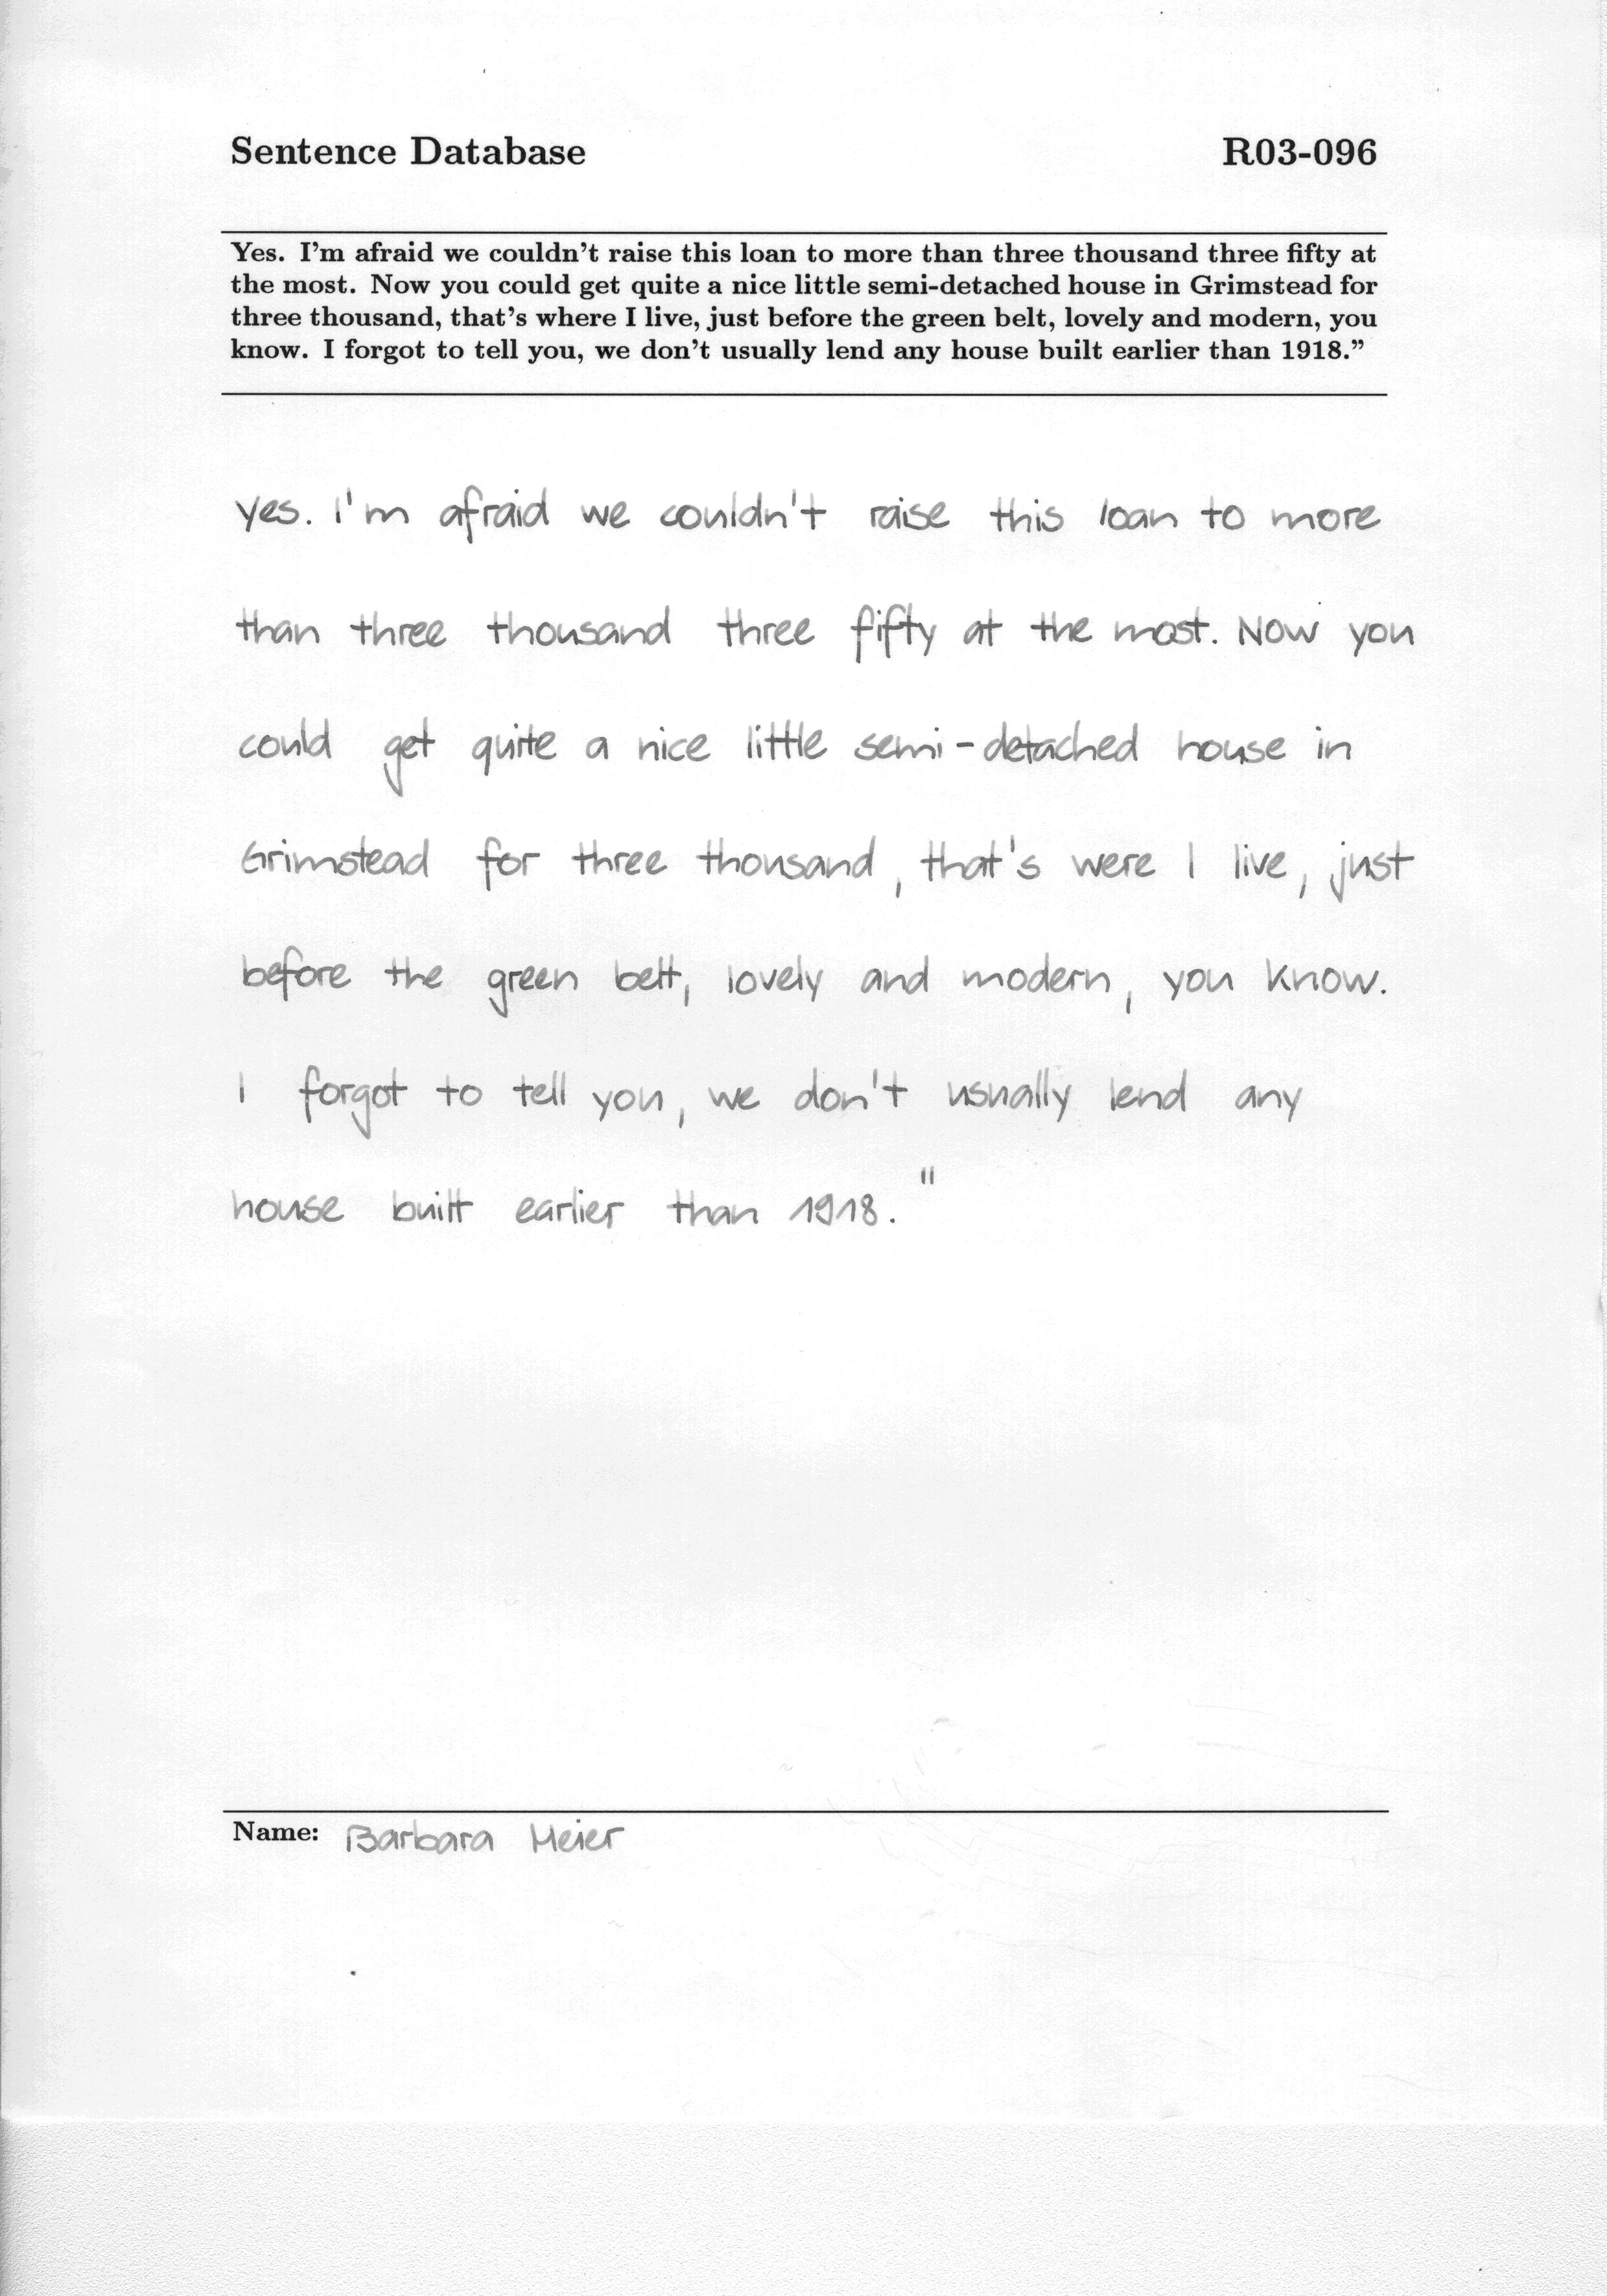 Sentence Database R03-096
Yes. I'm afraid we couldn't raise this loan to more than three thousand three fifty at
the most. Now you could get quite a nice little semi-detached house in Grimstead for
three thousand, that's where I live, just before the green belt, lovely and modern, you
know. I forgot to tell you, we don't usually lend any house built earlier than 1918."
Yes. I'm afraid we couldn't raise this loan to more
than three thousand three fifty at the most. Now you
could get quite a nice little semi-detached house in
Grimstead for three thousand, that's were I live, just
before the green belt, lovely and modern, you know.
I forgot to tell you, we don't usually lend any
house built earlier than 1918."
Name: Barbara Meier